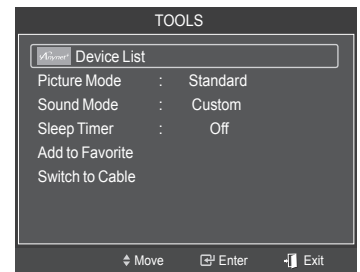 TOOLS
Anynet+ Device List
Picture Mode : Standard
Sound Mode : Custom
Sleep Timer : Off
Add to Favorite
Switch to Cable
Move Enter Exit